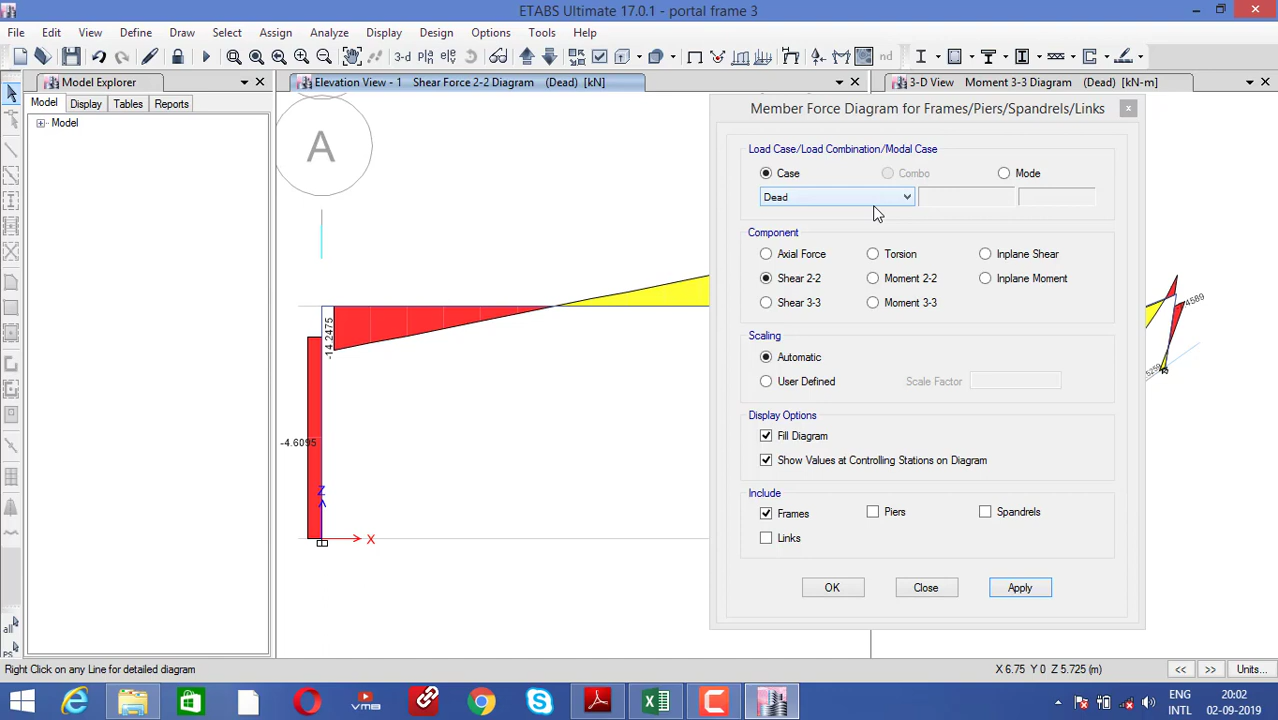 ETABS Ultimate 17.0.1 - portal frame 3
File Edit View Define Draw Select Assign Analyze Display Design Options Tools Help
3-d pla ele nd
Model Explorer
Elevation View - 1 Shear Force 2-2 Diagram (Dead) [kN]
3-D View Moment 3-3 Diagram (Dead) [kN-m]
Model Display Tables Reports
Model
A
-14.2475
-4.6095
Z
X
Member Force Diagram for Frames/Piers/Spandrels/Links
Load Case/Load Combination/Modal Case
Case Combo Mode
Dead
Component
Axial Force Torsion Inplane Shear
Shear 2-2 Moment 2-2 Inplane Moment
Shear 3-3 Moment 3-3
Scaling
Automatic
User Defined Scale Factor
Display Options
Fill Diagram
Show Values at Controlling Stations on Diagram
Include
Frames Piers Spandrels
Links
OK Close Apply
all
PS
Right Click on any Line for detailed diagram
X 6.75 Y 0 Z 5.725 (m)
<< >> Units...
vmb
ENG
INTL
20:02
02-09-2019